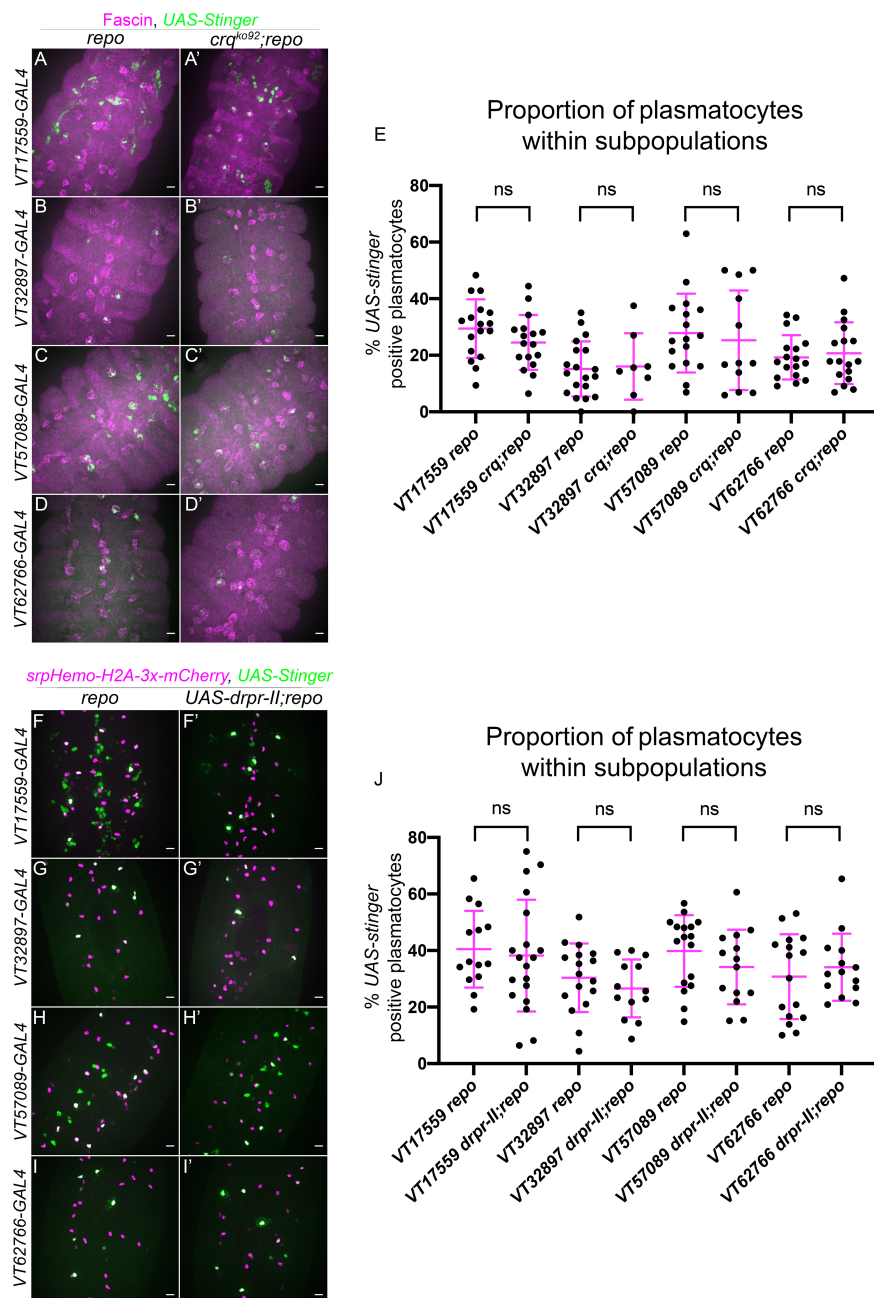 Fascin, UAS-Stinger
repo crq^ko92;repo
VT17559-GAL4
A A'
VT32897-GAL4
B B'
VT57089-GAL4
C C'
VT62766-GAL4
D D'
E
Proportion of plasmatocytes
within subpopulations
% UAS-stinger
positive plasmatocytes
ns ns ns ns
80
60
40
20
0
VT17559 repo
VT17559 crq;repo
VT32897 repo
VT32897 crq;repo
VT57089 repo
VT57089 crq;repo
VT62766 repo
VT62766 crq;repo
srpHemo-H2A-3x-mCherry, UAS-Stinger
repo UAS-drpr-II;repo
VT17559-GAL4
F F'
VT32897-GAL4
G G'
VT57089-GAL4
H H'
VT62766-GAL4
I I'
J
Proportion of plasmatocytes
within subpopulations
% UAS-stinger
positive plasmatocytes
ns ns ns ns
80
60
40
20
0
VT17559 repo
VT17559 drpr-II;repo
VT32897 repo
VT32897 drpr-II;repo
VT57089 repo
VT57089 drpr-II;repo
VT62766 repo
VT62766 drpr-II;repo